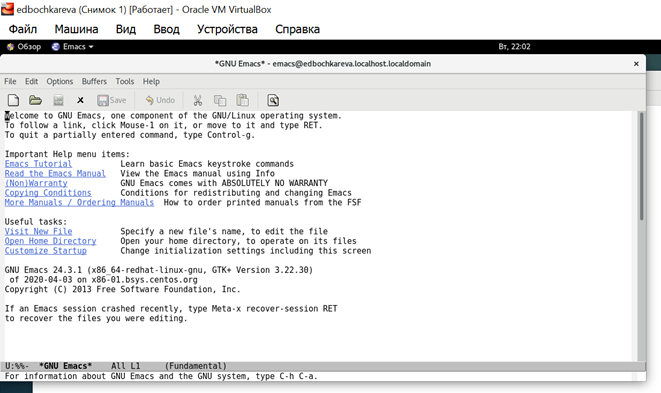 edbochkareva (Снимок 1) [Работает] - Oracle VM VirtualBox
Файл Машина Вид Ввод Устройства Справка
Обзор Emacs Вт, 22:02
*GNU Emacs* - emacs@edbochkareva.localhost.localdomain
File Edit Options Buffers Tools Help
Save Undo
Welcome to GNU Emacs, one component of the GNU/Linux operating system.
To follow a link, click Mouse-1 on it, or move to it and type RET.
To quit a partially entered command, type Control-g.
Important Help menu items:
Emacs Tutorial Learn basic Emacs keystroke commands
Read the Emacs Manual View the Emacs manual using Info
(Non)Warranty GNU Emacs comes with ABSOLUTELY NO WARRANTY
Copying Conditions Conditions for redistributing and changing Emacs
More Manuals / Ordering Manuals How to order printed manuals from the FSF
Useful tasks:
Visit New File Specify a new file's name, to edit the file
Open Home Directory Open your home directory, to operate on its files
Customize Startup Change initialization settings including this screen
GNU Emacs 24.3.1 (x86_64-redhat-linux-gnu, GTK+ Version 3.22.30)
of 2020-04-03 on x86-01.bsys.centos.org
Copyright (C) 2013 Free Software Foundation, Inc.
If an Emacs session crashed recently, type Meta-x recover-session RET
to recover the files you were editing.
U:%%- *GNU Emacs* All L1 (Fundamental)
For information about GNU Emacs and the GNU system, type C-h C-a.